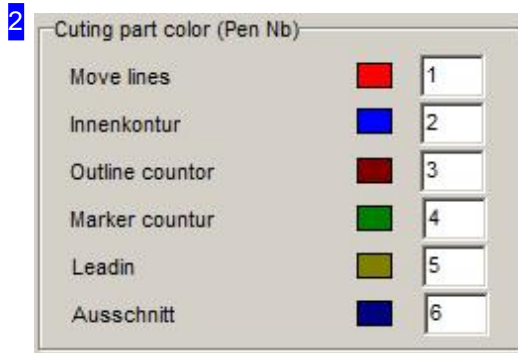 2
Cuting part color (Pen Nb)
Move lines 1
Innenkontur 2
Outline countor 3
Marker countur 4
Leadin 5
Ausschnitt 6